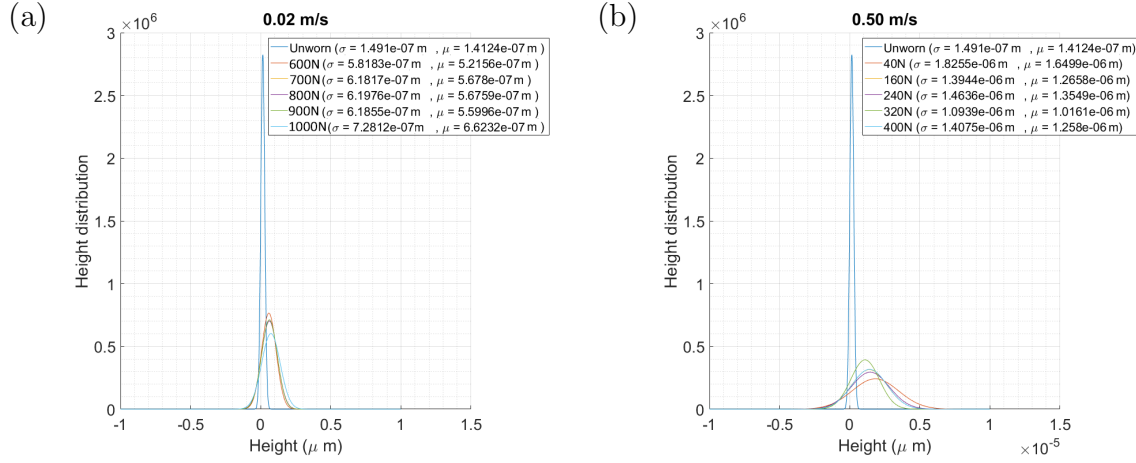 (a)
0.02 m/s
×10⁶
Unworn (σ = 1.491e-07 m , μ = 1.4124e-07 m )
600N (σ = 5.8183e-07 m , μ = 5.2156e-07 m )
700N (σ = 6.1817e-07 m , μ = 5.678e-07 m )
800N (σ = 6.1976e-07 m , μ = 5.6759e-07 m )
900N (σ = 6.1855e-07 m , μ = 5.5996e-07 m )
1000N (σ = 7.2812e-07 m , μ = 6.6232e-07 m )
3
2.5
2
1.5
1
0.5
0
Height distribution
-1 -0.5 0 0.5 1 1.5
Height (μ m)
(b)
0.50 m/s
×10⁶
Unworn (σ = 1.491e-07 m , μ = 1.4124e-07 m )
40N (σ = 1.8255e-06 m , μ = 1.6499e-06 m)
160N (σ = 1.3944e-06 m , μ = 1.2658e-06 m)
240N (σ = 1.4636e-06 m , μ = 1.3549e-06 m)
320N (σ = 1.0939e-06 m , μ = 1.0161e-06 m)
400N (σ = 1.4075e-06 m , μ = 1.258e-06 m)
3
2.5
2
1.5
1
0.5
0
Height distribution
-1 -0.5 0 0.5 1 1.5
Height (μ m)
×10⁻⁵